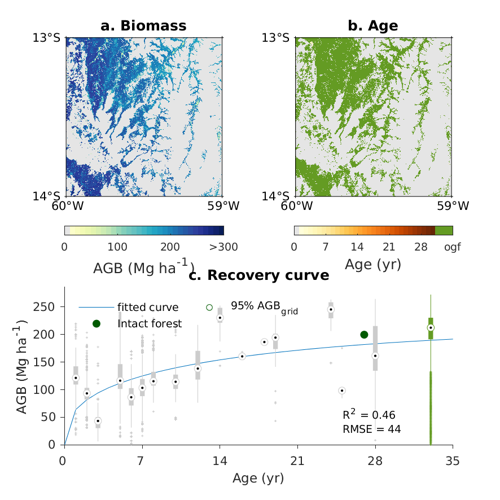 a. Biomass
b. Age
13°S
14°S
60°W
59°W
13°S
14°S
60°W
59°W
0 100 200 >300
AGB (Mg ha-1)
0 7 14 21 28 ogf
Age (yr)
c. Recovery curve
fitted curve
95% AGBgrid
Intact forest
R2 = 0.46
RMSE = 44
AGB (Mg ha-1)
250
200
150
100
50
0
0 7 14 21 28 35
Age (yr)